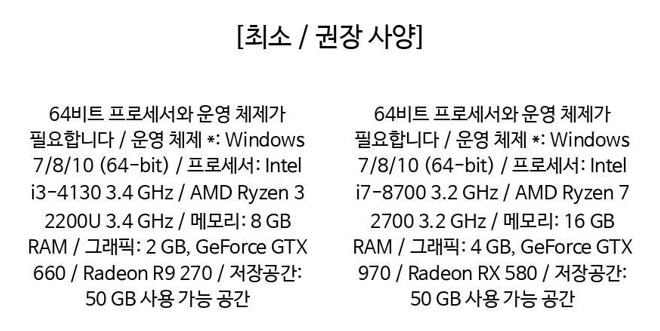 [최소 / 권장 사양]
64비트 프로세서와 운영 체제가
필요합니다 / 운영 체제 *: Windows
7/8/10 (64-bit) / 프로세서: Intel
i3-4130 3.4 GHz / AMD Ryzen 3
2200U 3.4 GHz / 메모리: 8 GB
RAM / 그래픽: 2 GB, GeForce GTX
660 / Radeon R9 270 / 저장공간:
50 GB 사용 가능 공간
64비트 프로세서와 운영 체제가
필요합니다 / 운영 체제 *: Windows
7/8/10 (64-bit) / 프로세서: Intel
i7-8700 3.2 GHz / AMD Ryzen 7
2700 3.2 GHz / 메모리: 16 GB
RAM / 그래픽: 4 GB, GeForce GTX
970 / Radeon RX 580 / 저장공간:
50 GB 사용 가능 공간